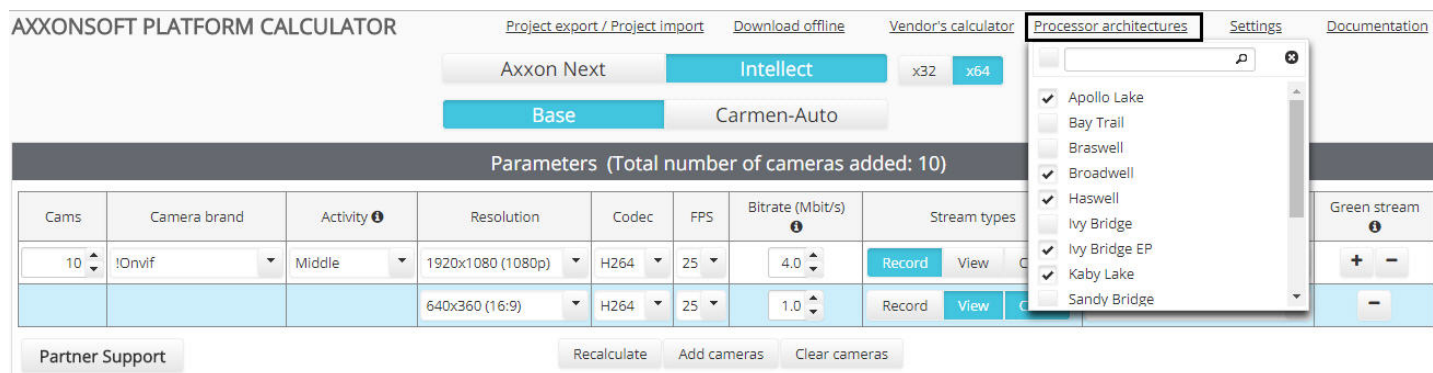 AXXONSOFT PLATFORM CALCULATOR
Project export / Project import
Download offline
Vendor's calculator
Processor architectures
Settings
Documentation
Axxon Next
Intellect
x32
x64
Base
Carmen-Auto
Apollo Lake
Bay Trail
Braswell
Broadwell
Haswell
Ivy Bridge
Ivy Bridge EP
Kaby Lake
Sandy Bridge
Parameters (Total number of cameras added: 10)
Cams
Camera brand
Activity
Resolution
Codec
FPS
Bitrate (Mbit/s)
Stream types
Green stream
10
!Onvif
Middle
1920x1080 (1080p)
H264
25
4.0
Record
View
C
+
−
640x360 (16:9)
H264
25
1.0
Record
View
C
−
Partner Support
Recalculate
Add cameras
Clear cameras